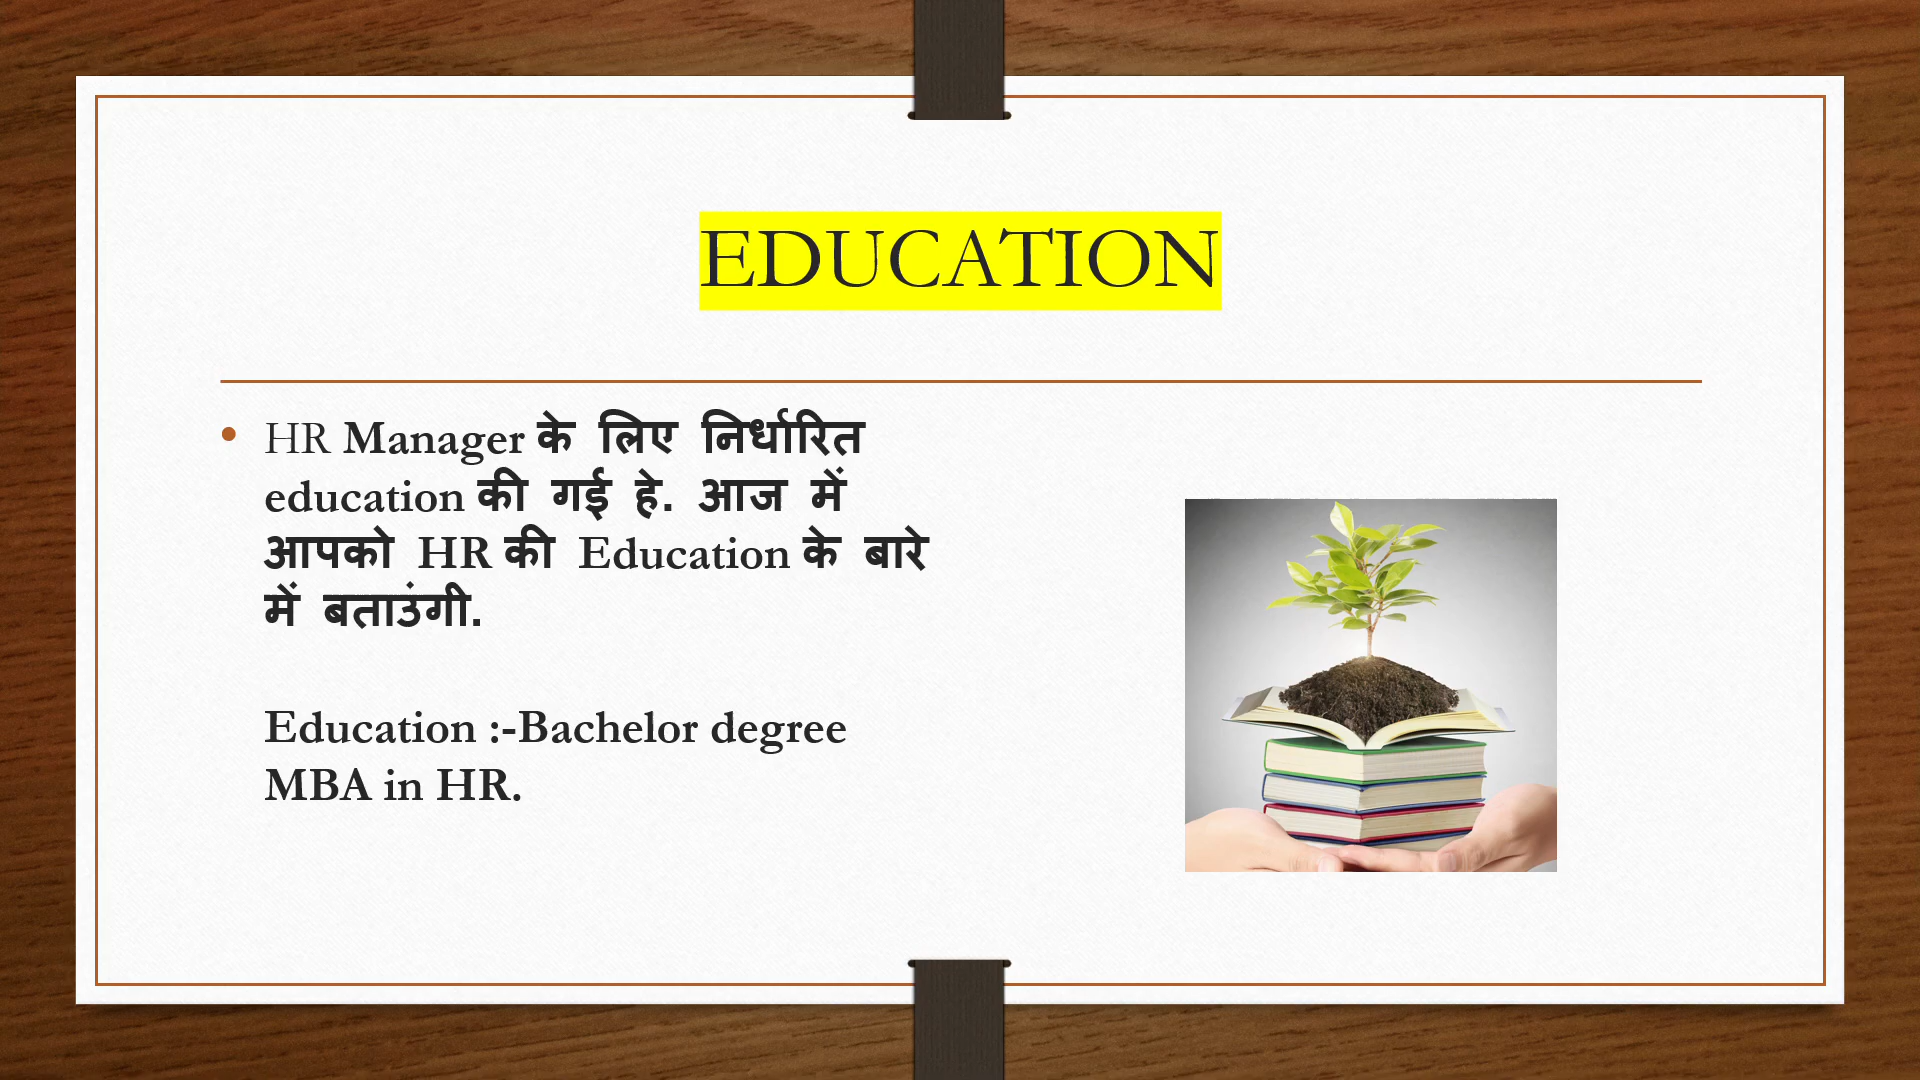 EDUCATION
• HR Manager के लिए निर्धारित
education की गई हे. आज में
आपको HR की Education के बारे
में बताउंगी.
Education :-Bachelor degree
MBA in HR.